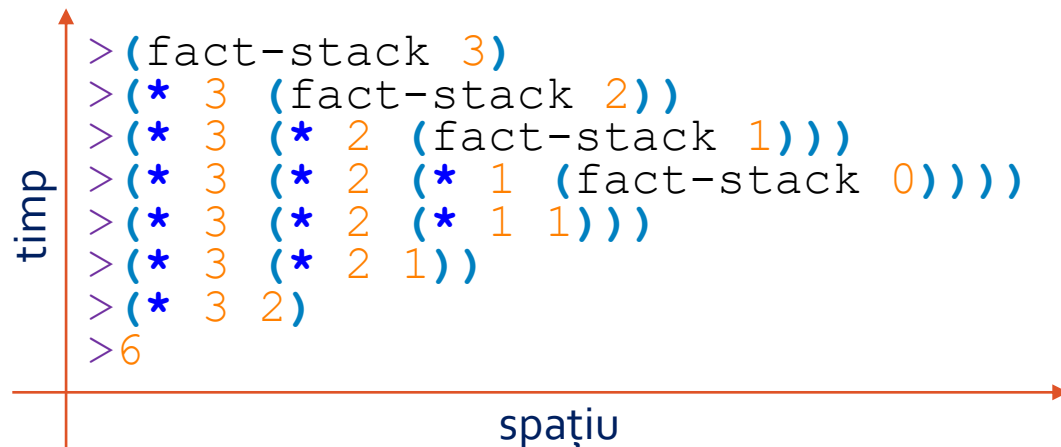 >(fact-stack 3)
>(* 3 (fact-stack 2))
>(* 3 (* 2 (fact-stack 1)))
>(* 3 (* 2 (* 1 (fact-stack 0))))
>(* 3 (* 2 (* 1 1)))
>(* 3 (* 2 1))
>(* 3 2)
>6
timp
spațiu